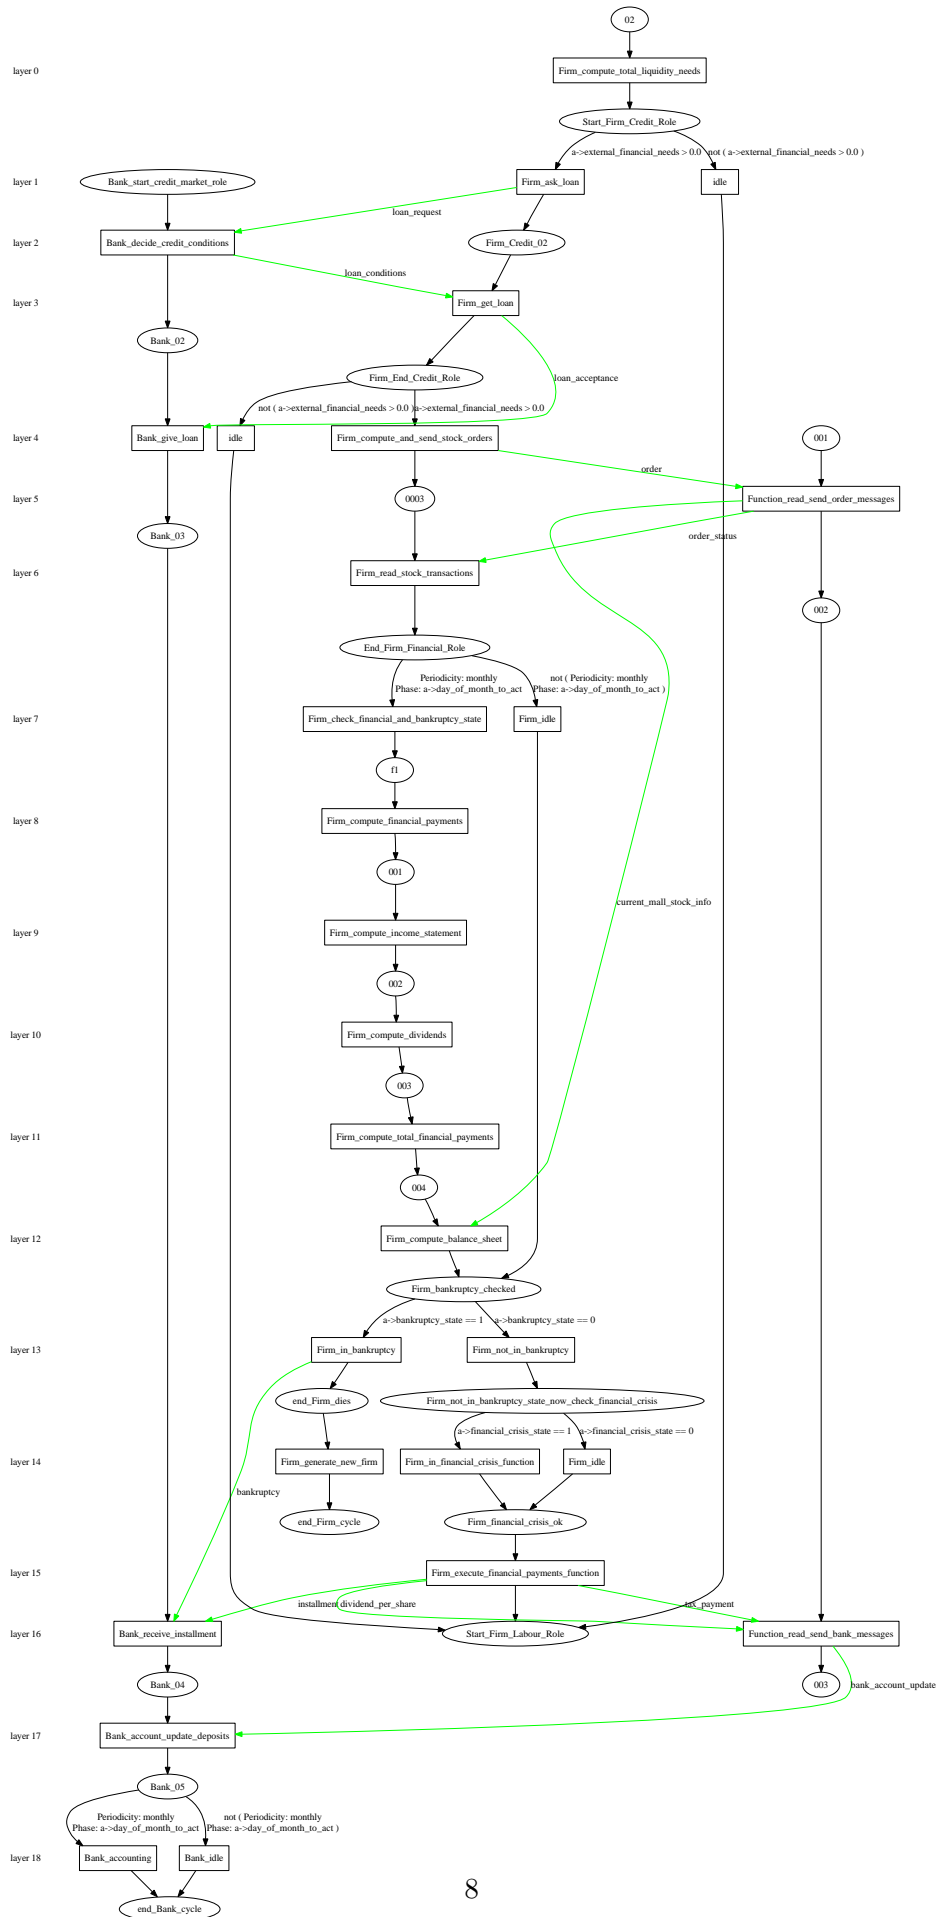 02
layer 0
Firm_compute_total_liquidity_needs
Start_Firm_Credit_Role
a->external_financial_needs > 0.0
not ( a->external_financial_needs > 0.0 )
layer 1
Bank_start_credit_market_role
Firm_ask_loan
idle
loan_request
layer 2
Bank_decide_credit_conditions
Firm_Credit_02
loan_conditions
layer 3
Firm_get_loan
Bank_02
Firm_End_Credit_Role
loan_acceptance
not ( a->external_financial_needs > 0.0 )
a->external_financial_needs > 0.0
layer 4
Bank_give_loan
idle
Firm_compute_and_send_stock_orders
001
order
layer 5
0003
Function_read_send_order_messages
Bank_03
order_status
layer 6
Firm_read_stock_transactions
002
End_Firm_Financial_Role
Periodicity: monthly
Phase: a->day_of_month_to_act
not ( Periodicity: monthly
Phase: a->day_of_month_to_act )
layer 7
Firm_check_financial_and_bankruptcy_state
Firm_idle
f1
layer 8
Firm_compute_financial_payments
001
current_mall_stock_info
layer 9
Firm_compute_income_statement
002
layer 10
Firm_compute_dividends
003
layer 11
Firm_compute_total_financial_payments
004
layer 12
Firm_compute_balance_sheet
Firm_bankruptcy_checked
a->bankruptcy_state == 1
a->bankruptcy_state == 0
layer 13
Firm_in_bankruptcy
Firm_not_in_bankruptcy
end_Firm_dies
Firm_not_in_bankruptcy_state_now_check_financial_crisis
a->financial_crisis_state == 1
a->financial_crisis_state == 0
layer 14
Firm_generate_new_firm
Firm_in_financial_crisis_function
Firm_idle
bankruptcy
end_Firm_cycle
Firm_financial_crisis_ok
layer 15
Firm_execute_financial_payments_function
installment
dividend_per_share
tax_payment
layer 16
Bank_receive_installment
Start_Firm_Labour_Role
Function_read_send_bank_messages
Bank_04
003
bank_account_update
layer 17
Bank_account_update_deposits
Bank_05
Periodicity: monthly
Phase: a->day_of_month_to_act
not ( Periodicity: monthly
Phase: a->day_of_month_to_act )
layer 18
Bank_accounting
Bank_idle
end_Bank_cycle
8